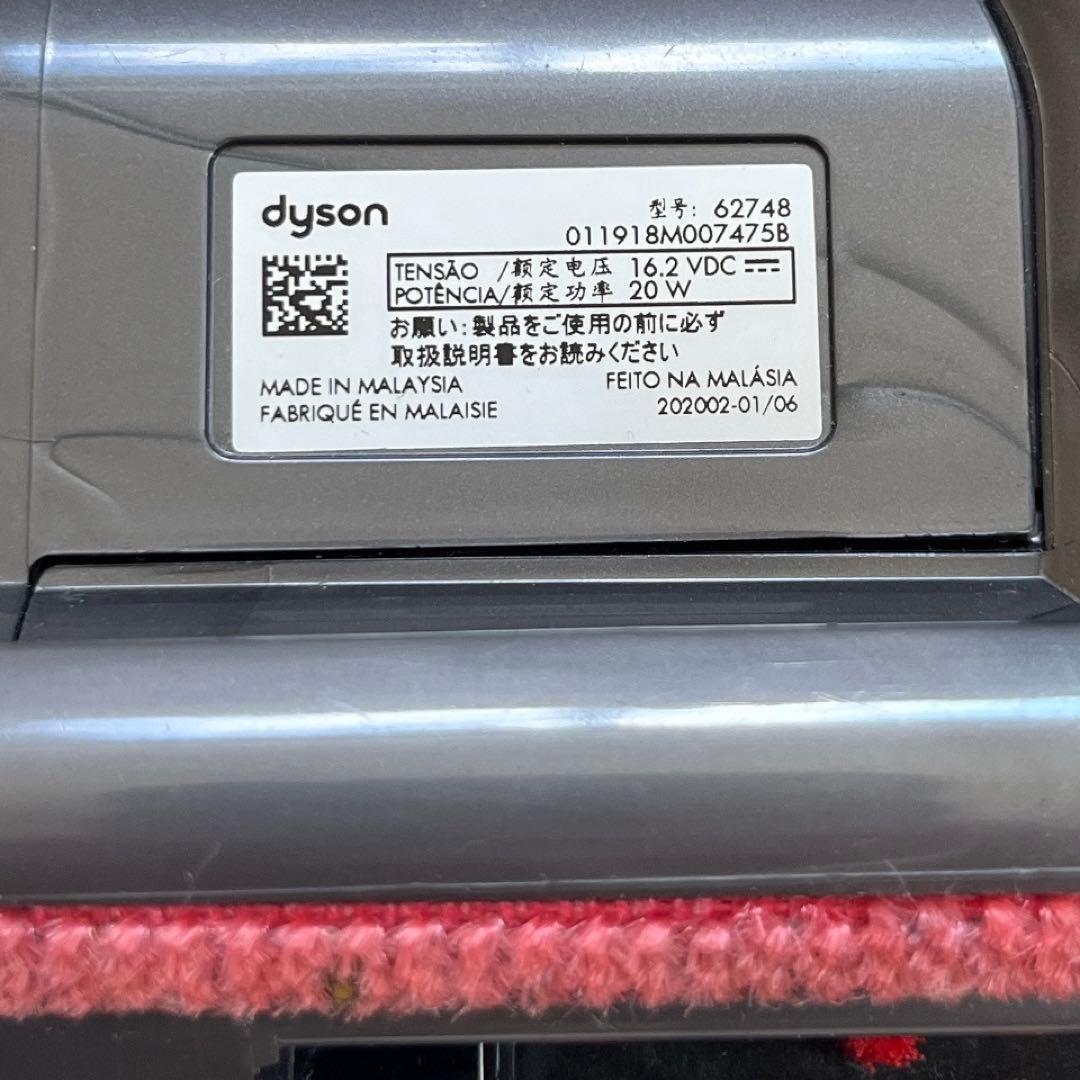 dyson
型号: 62748
011918M007475B
TENSÃO /额定电压 16.2 VDC
POTÊNCIA/额定功率 20 W
お願い:製品をご使用の前に必ず
取扱説明書をお読みください
MADE IN MALAYSIA FEITO NA MALÁSIA
FABRIQUÉ EN MALAISIE 202002-01/06